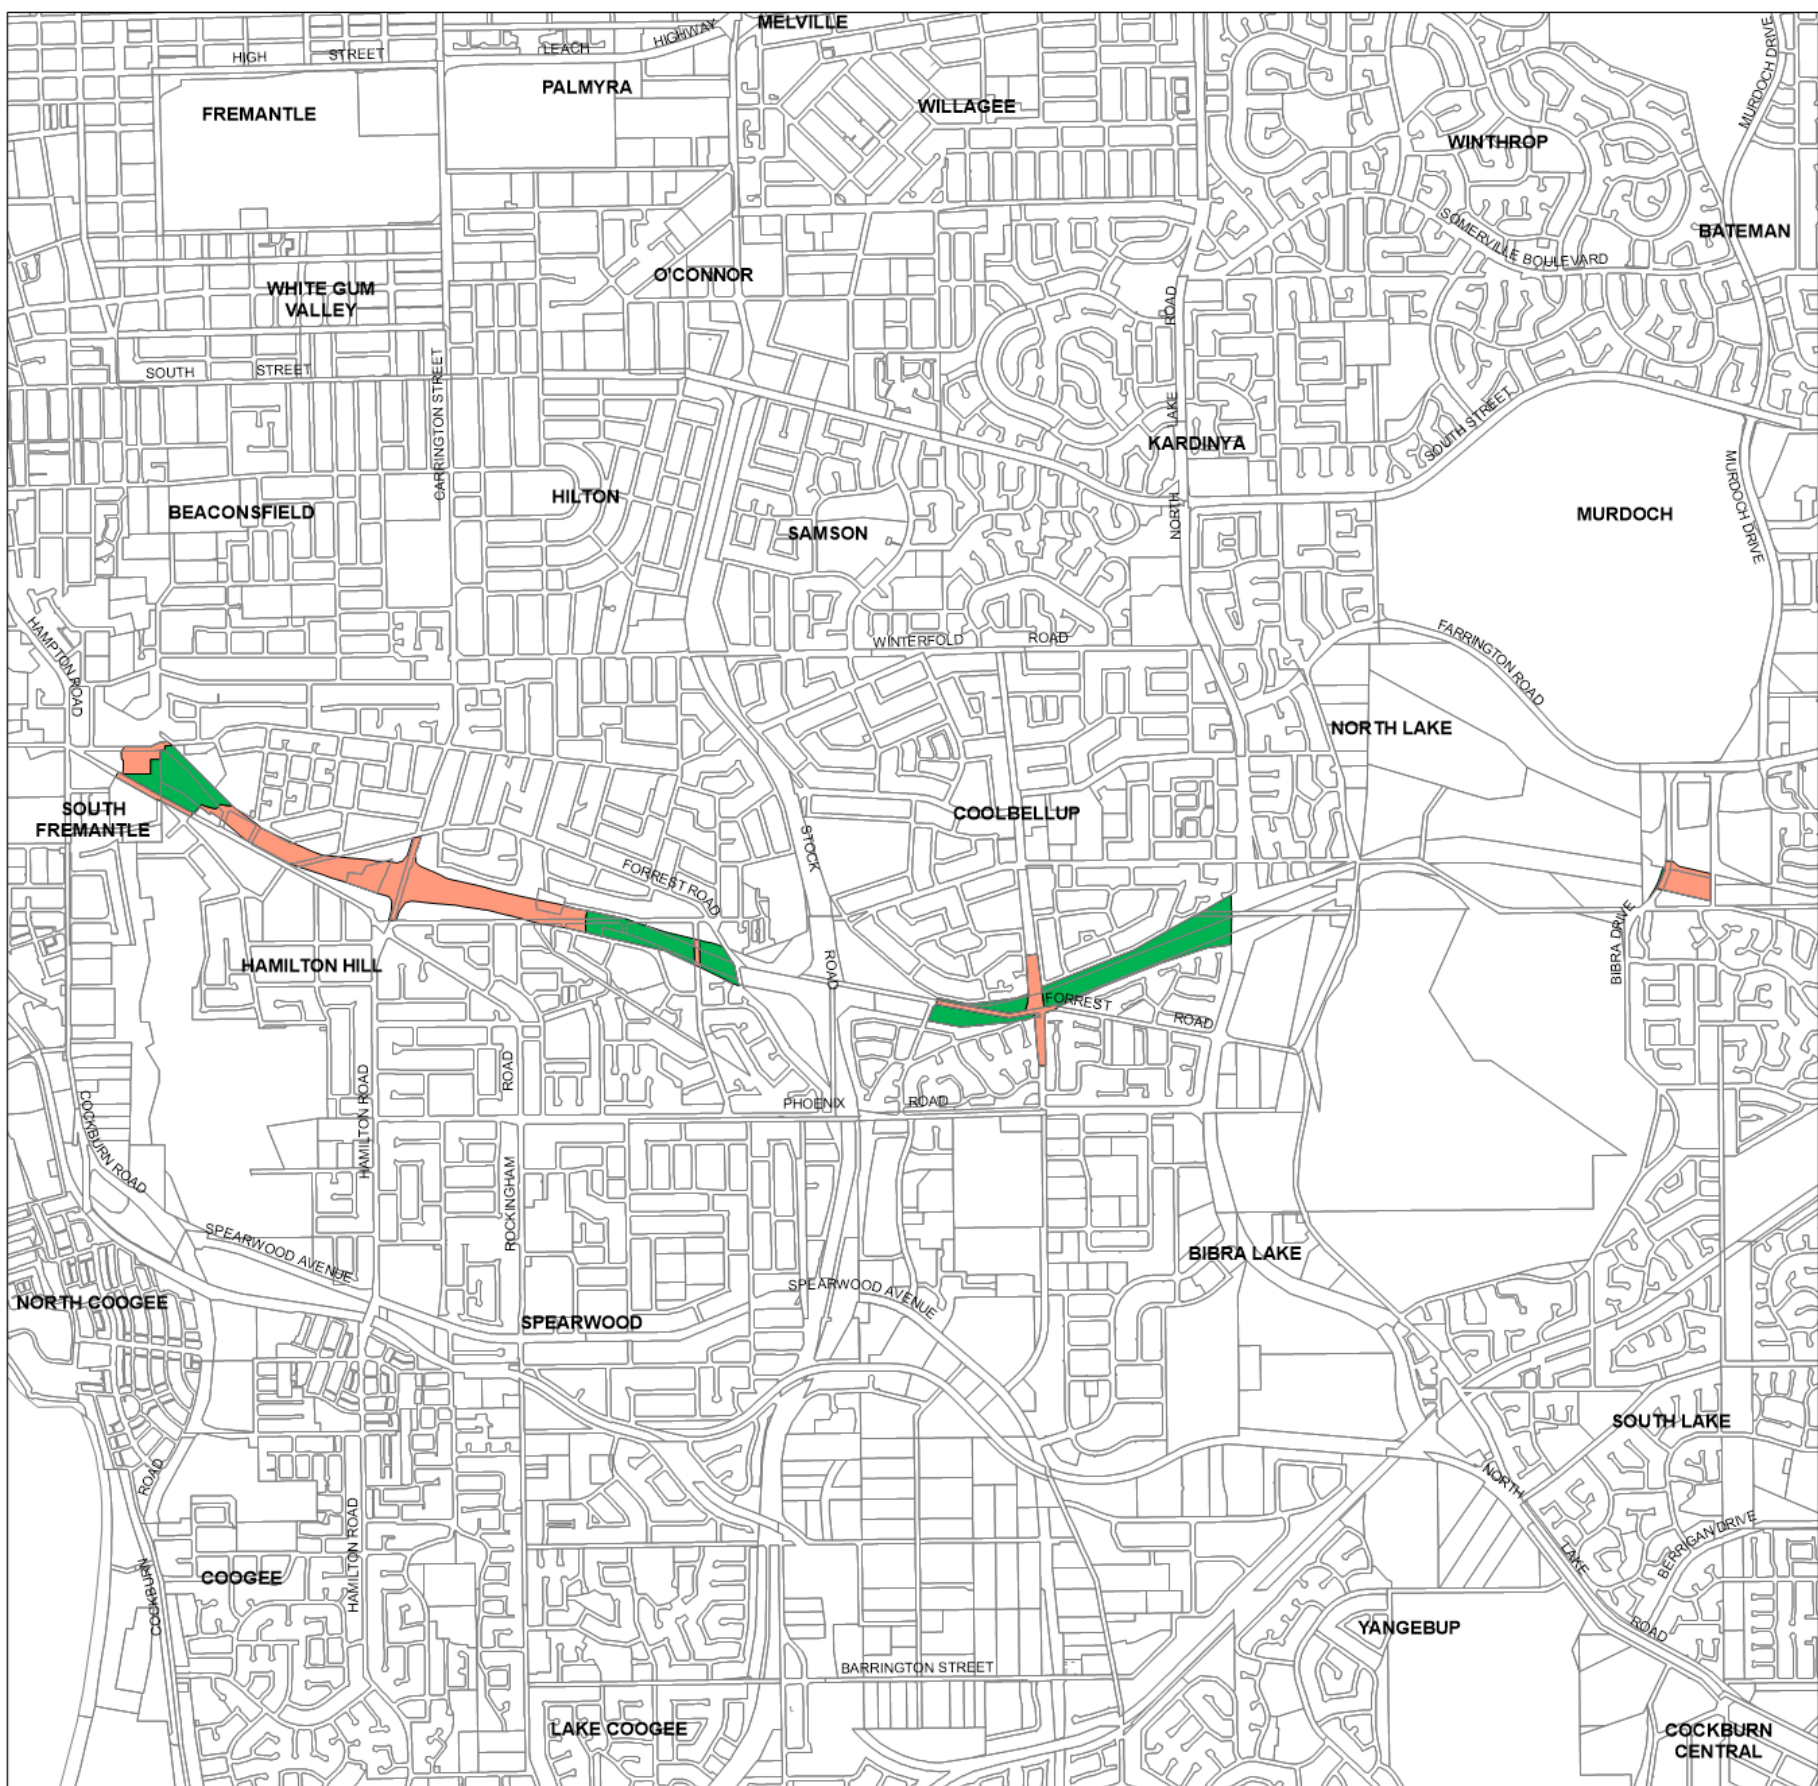 MELVILLE
HIGH STREET
LEACH HIGHWAY
MURDOCH DRIVE
PALMYRA
FREMANTLE
WILLAGEE
WINTHROP
BATEMAN
SOMERVILLE BOULEVARD
O'CONNOR
WHITE GUM
VALLEY
ROAD
SOUTH STREET
CARRINGTON STREET
LAKE
KARDINYA
SOUTH STREET
HILTON
BEACONSFIELD
SAMSON
NORTH
MURDOCH
MURDOCH DRIVE
HAMPTON ROAD
WINTERFOLD ROAD
FARRINGTON ROAD
NORTH LAKE
SOUTH
FREMANTLE
COOLBELLUP
STOCK
FORREST ROAD
BIBRA DRIVE
HAMILTON HILL
ROAD
FORREST
ROAD
ROAD
HAMILTON ROAD
PHOENIX ROAD
COCKBURN ROAD
ROCKINGHAM
SPEARWOOD AVENUE
BIBRA LAKE
SPEARWOOD AVENUE
NORTH COOGEE
SPEARWOOD
SOUTH LAKE
ROAD
NORTH
HAMILTON ROAD
BERRIGAN DRIVE
LAKE
COOGEE
COCKBURN
YANGEBUP
ROAD
BARRINGTON STREET
LAKE COOGEE
COCKBURN
CENTRAL